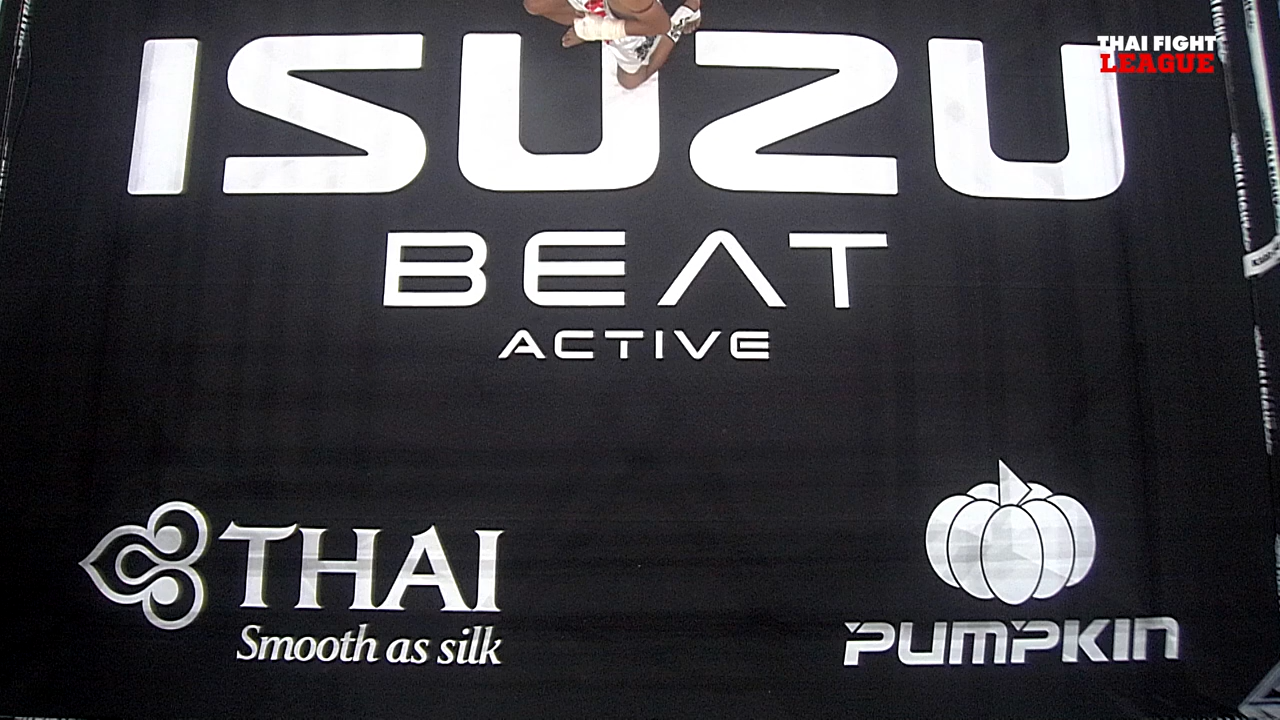 THAI FIGHT
LEAGUE
ISUZU
BEAT
ACTIVE
THAI
Smooth as silk
PUMPKIN